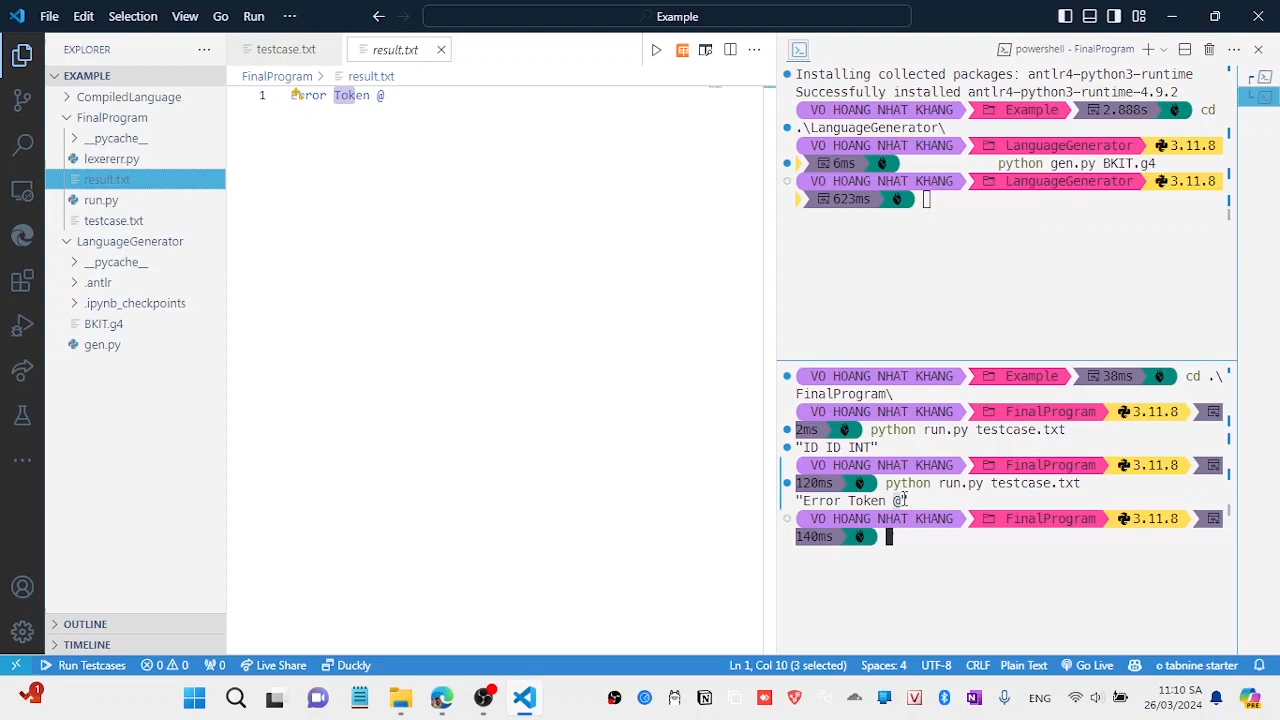 File Edit Selection View Go Run ··· Example
EXPLORER ···
EXAMPLE
CompiledLanguage
FinalProgram
__pycache__
lexererr.py
result.txt
run.py
testcase.txt
LanguageGenerator
__pycache__
.antlr
.ipynb_checkpoints
BKIT.g4
gen.py
OUTLINE
TIMELINE
testcase.txt result.txt
FinalProgram > result.txt
1 Error Token @
powershell - FinalProgram
Installing collected packages: antlr4-python3-runtime
Successfully installed antlr4-python3-runtime-4.9.2
VO HOANG NHAT KHANG Example 2.888s cd
.\LanguageGenerator\
VO HOANG NHAT KHANG LanguageGenerator 3.11.8
6ms python gen.py BKIT.g4
VO HOANG NHAT KHANG LanguageGenerator 3.11.8
623ms
VO HOANG NHAT KHANG Example 38ms cd .\
FinalProgram\
VO HOANG NHAT KHANG FinalProgram 3.11.8
2ms python run.py testcase.txt
"ID ID INT"
VO HOANG NHAT KHANG FinalProgram 3.11.8
120ms python run.py testcase.txt
"Error Token @
VO HOANG NHAT KHANG FinalProgram 3.11.8
140ms
Run Testcases 0 0 0 Live Share Duckly Ln 1, Col 10 (3 selected) Spaces: 4 UTF-8 CRLF Plain Text Go Live tabnine starter
1 ENG 11:10 SA
26/03/2024 PRE